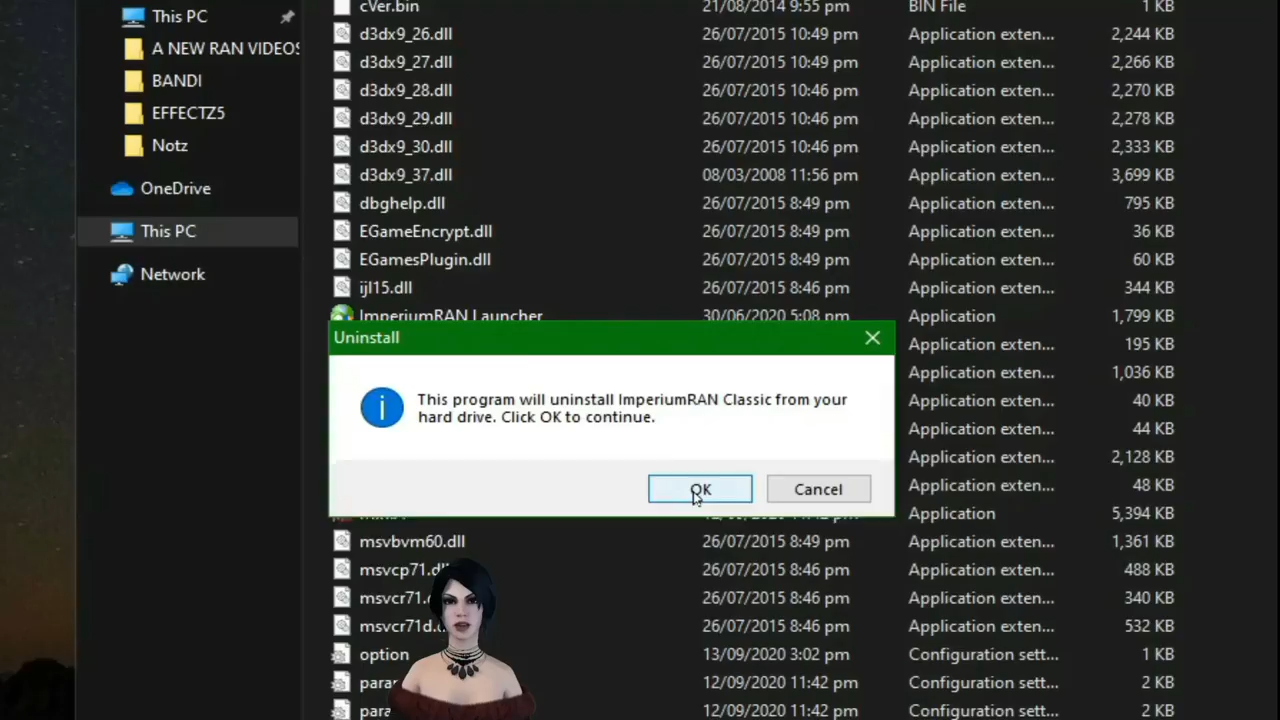 This PC
A NEW RAN VIDEOS
BANDI
EFFECTZ5
Notz
OneDrive
This PC
Network
cVer.bin 21/08/2014 9:55 pm BIN File 1 KB
d3dx9_26.dll 26/07/2015 10:49 pm Application exten... 2,244 KB
d3dx9_27.dll 26/07/2015 10:49 pm Application exten... 2,266 KB
d3dx9_28.dll 26/07/2015 10:46 pm Application exten... 2,270 KB
d3dx9_29.dll 26/07/2015 10:46 pm Application exten... 2,278 KB
d3dx9_30.dll 26/07/2015 10:46 pm Application exten... 2,333 KB
d3dx9_37.dll 08/03/2008 11:56 pm Application exten... 3,699 KB
dbghelp.dll 26/07/2015 8:49 pm Application exten... 795 KB
EGameEncrypt.dll 26/07/2015 8:49 pm Application exten... 36 KB
EGamesPlugin.dll 26/07/2015 8:49 pm Application exten... 60 KB
ijl15.dll 26/07/2015 8:46 pm Application exten... 344 KB
ImperiumRAN Launcher 30/06/2020 5:08 pm Application 1,799 KB
Application exten... 195 KB
Application exten... 1,036 KB
Application exten... 40 KB
Application exten... 44 KB
Application exten... 2,128 KB
Application exten... 48 KB
Application 5,394 KB
Uninstall
This program will uninstall ImperiumRAN Classic from your
hard drive. Click OK to continue.
OK Cancel
msvbvm60.dll 26/07/2015 8:49 pm Application exten... 1,361 KB
msvcp71.d 26/07/2015 8:46 pm Application exten... 488 KB
msvcr71. 26/07/2015 8:46 pm Application exten... 340 KB
msvcr71d. 26/07/2015 8:46 pm Application exten... 532 KB
option 13/09/2020 3:02 pm Configuration sett... 1 KB
para 12/09/2020 11:42 pm Configuration sett... 2 KB
para 12/09/2020 11:42 pm Configuration sett... 2 KB